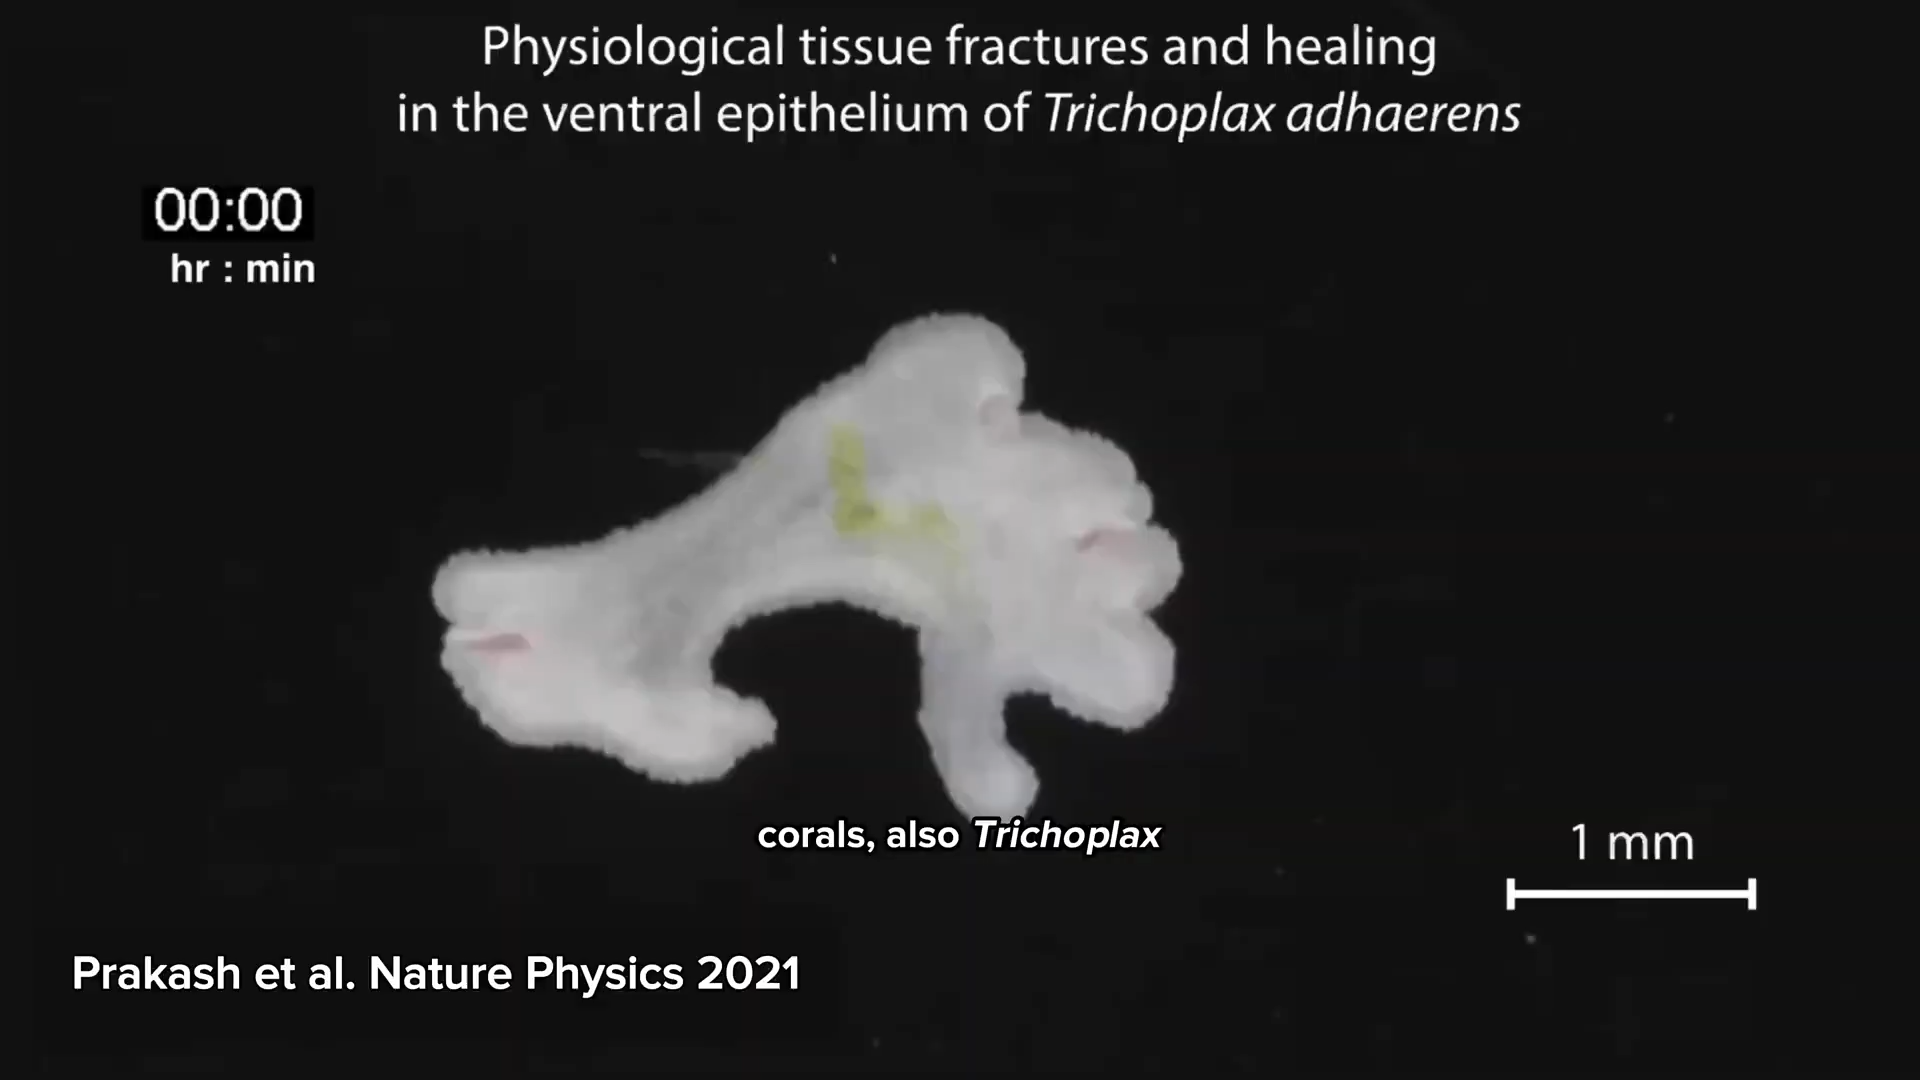 Physiological tissue fractures and healing
in the ventral epithelium of Trichoplax adhaerens
00:00
hr : min
corals, also Trichoplax
1 mm
Prakash et al. Nature Physics 2021